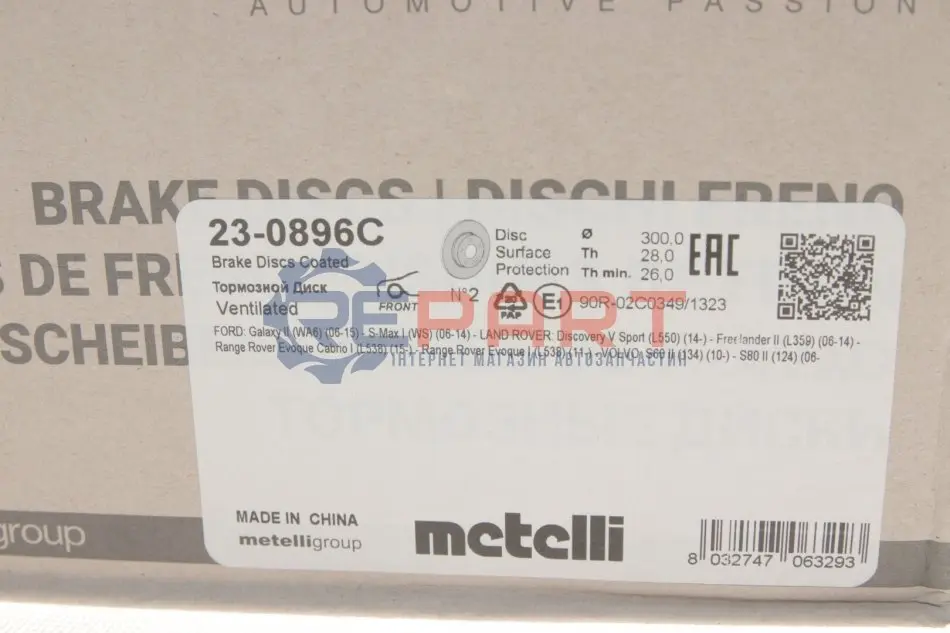 AUTOMOTIVE PASSION
BRAKE DISCS | DISCHI FRENO
S DE FRE
SCHEIB
23-0896C
Brake Discs Coated
Тормозной Диск
Ventilated
FRONT
N°2
Disc
Surface
Protection
Ø 300,0
Th 28,0
Th min. 26,0
EAC
PAP
E1
90R-02C0349/1323
FORD: Galaxy II (WA6) (06-15) - S-Max I (WS) (06-14) - LAND ROVER: Discovery V Sport (L550) (14-) - Freelander II (L359) (06-14) -
Range Rover Evoque Cabrio I (L538) (15-) - Range Rover Evoque I (L538) (11-) - VOLVO: S60 II (134) (10-) - S80 II (124) (06-
PART
ІНТЕРНЕТ МАГАЗИН АВТОЗАПЧАСТИН
MADE IN CHINA
metelligroup
metelli
8 032747 063293
group